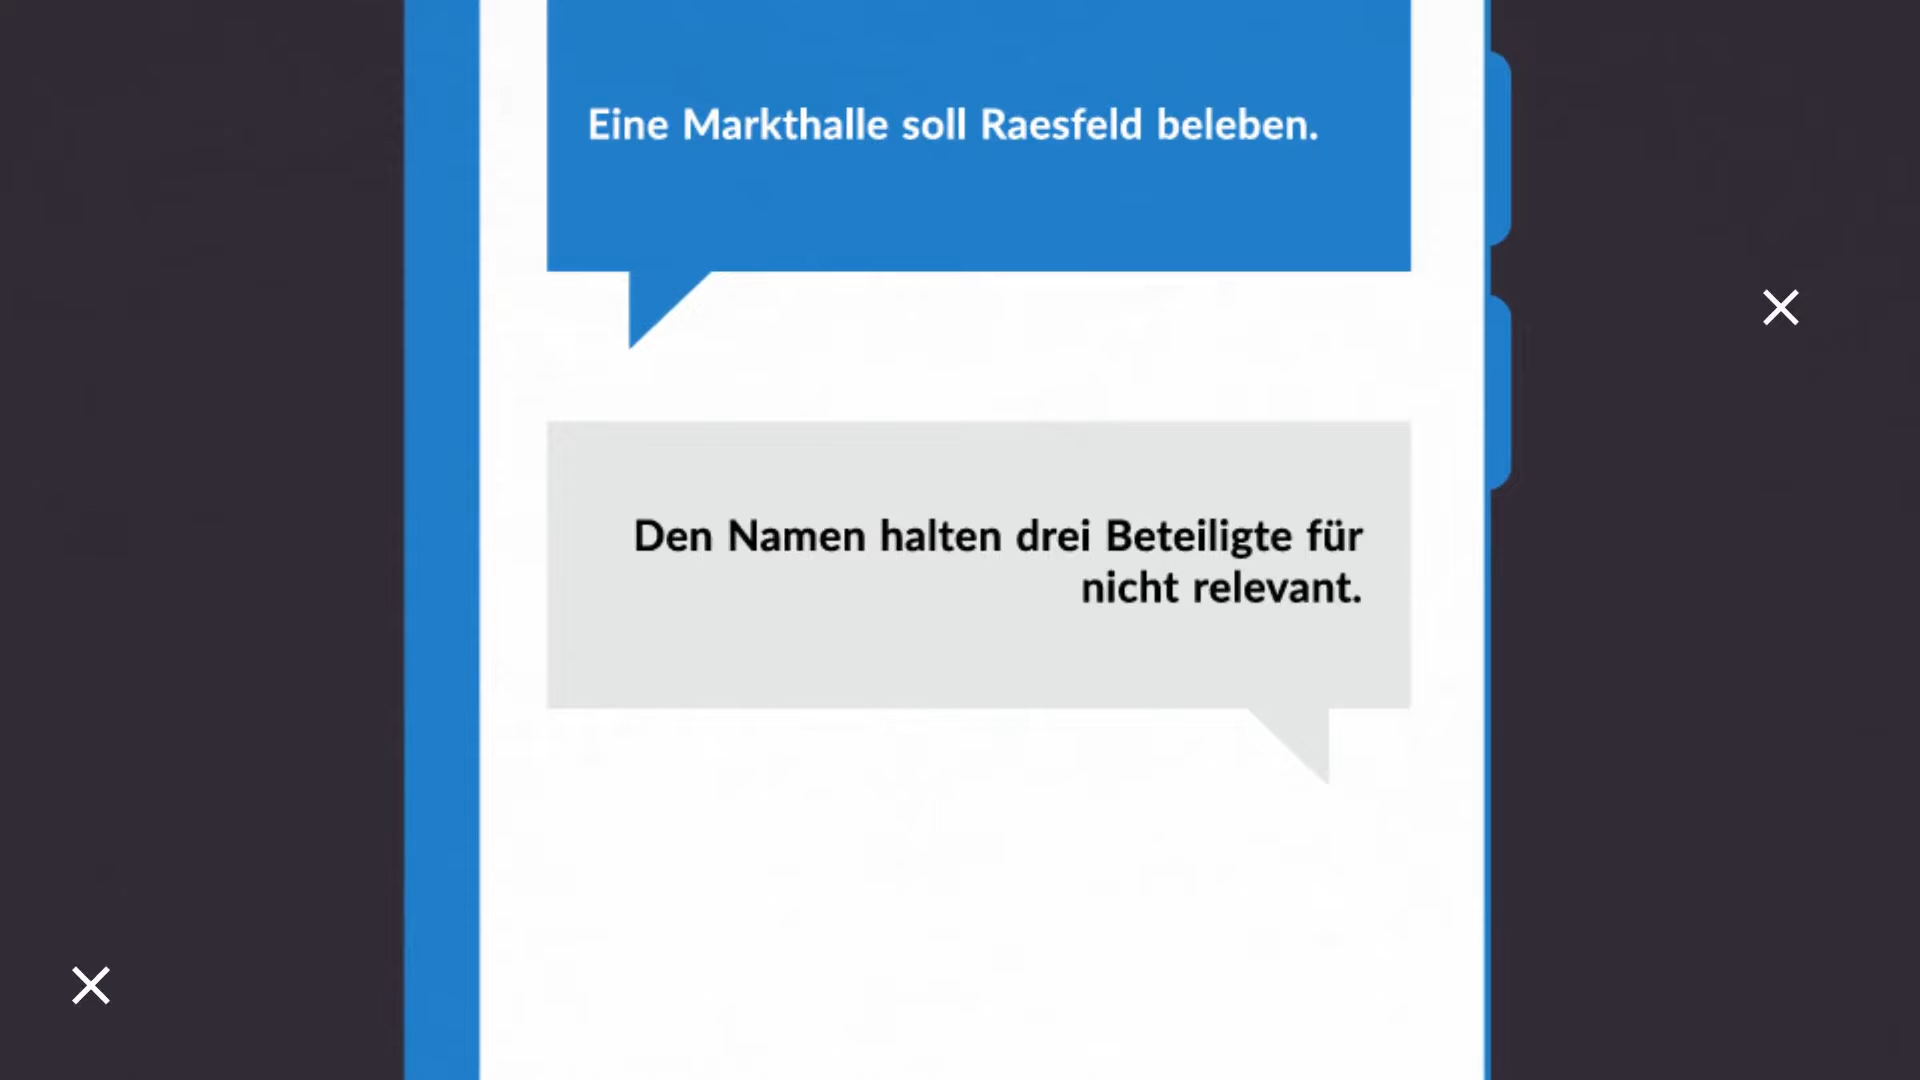 Eine Markthalle soll Raesfeld beleben.
Den Namen halten drei Beteiligte für
nicht relevant.